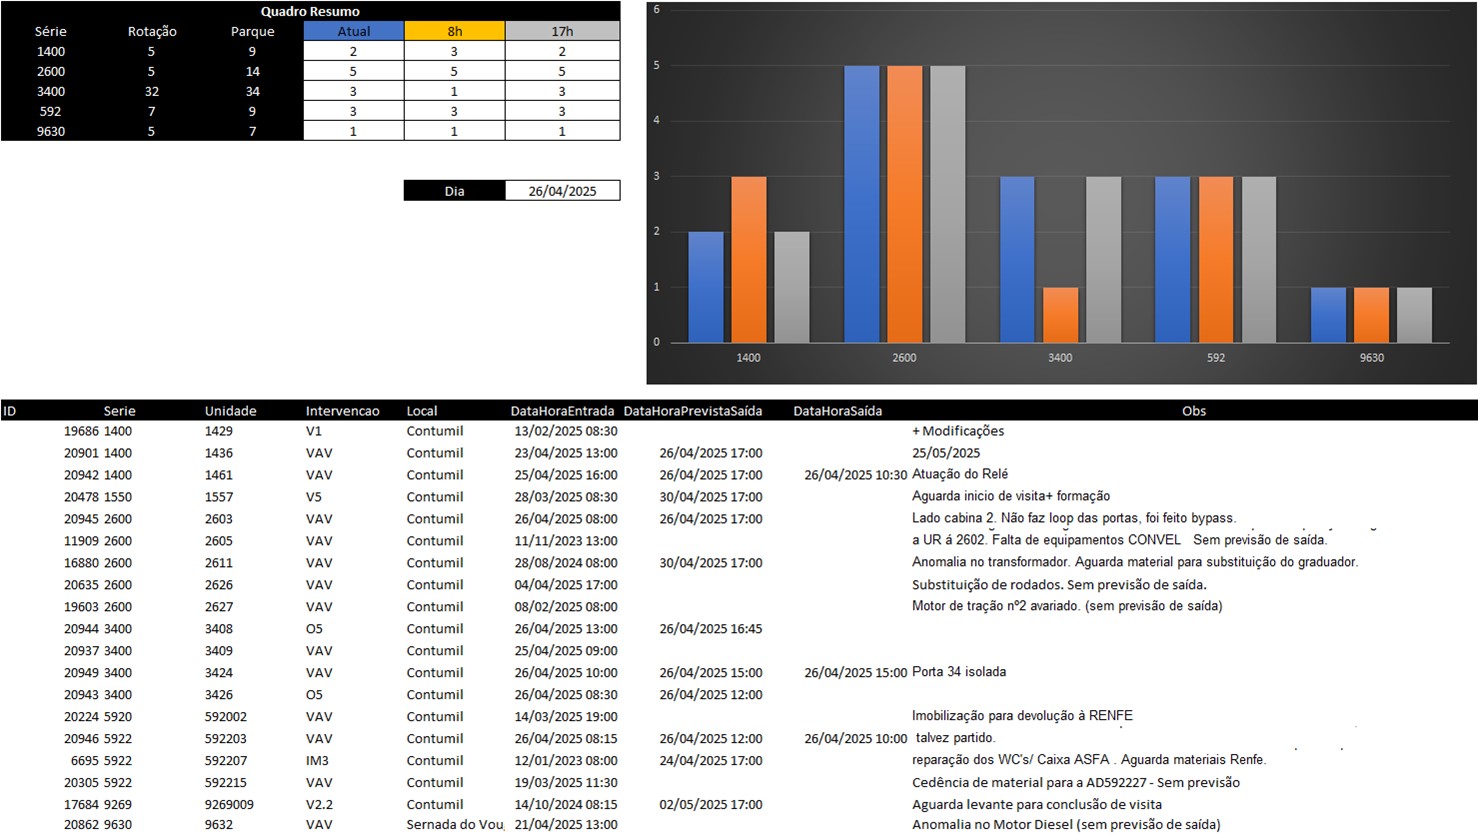 Quadro Resumo
Série Rotação Parque Atual 8h 17h
1400 5 9 2 3 2
2600 5 14 5 5 5
3400 32 34 3 1 3
592 7 9 3 3 3
9630 5 7 1 1 1
Dia 26/04/2025
6
5
4
3
2
1
0
1400 2600 3400 592 9630
ID Serie Unidade Intervencao Local DataHoraEntrada DataHoraPrevistaSaída DataHoraSaída Obs
19686 1400 1429 V1 Contumil 13/02/2025 08:30 + Modificações
20901 1400 1436 VAV Contumil 23/04/2025 13:00 26/04/2025 17:00 25/05/2025
20942 1400 1461 VAV Contumil 25/04/2025 16:00 26/04/2025 17:00 26/04/2025 10:30 Atuação do Relé
20478 1550 1557 V5 Contumil 28/03/2025 08:30 30/04/2025 17:00 Aguarda inicio de visita+ formação
20945 2600 2603 VAV Contumil 26/04/2025 08:00 26/04/2025 17:00 Lado cabina 2. Não faz loop das portas, foi feito bypass.
11909 2600 2605 VAV Contumil 11/11/2023 13:00 a UR á 2602. Falta de equipamentos CONVEL Sem previsão de saída.
16880 2600 2611 VAV Contumil 28/08/2024 08:00 30/04/2025 17:00 Anomalia no transformador. Aguarda material para substituição do graduador.
20635 2600 2626 VAV Contumil 04/04/2025 17:00 Substituição de rodados. Sem previsão de saída.
19603 2600 2627 VAV Contumil 08/02/2025 08:00 Motor de tração nº2 avariado. (sem previsão de saída)
20944 3400 3408 O5 Contumil 26/04/2025 13:00 26/04/2025 16:45
20937 3400 3409 VAV Contumil 25/04/2025 09:00
20949 3400 3424 VAV Contumil 26/04/2025 10:00 26/04/2025 15:00 26/04/2025 15:00 Porta 34 isolada
20943 3400 3426 O5 Contumil 26/04/2025 08:30 26/04/2025 12:00
20224 5920 592002 VAV Contumil 14/03/2025 19:00 Imobilização para devolução à RENFE
20946 5922 592203 VAV Contumil 26/04/2025 08:15 26/04/2025 12:00 26/04/2025 10:00 talvez partido.
6695 5922 592207 IM3 Contumil 12/01/2023 08:00 24/04/2025 17:00 reparação dos WC's/ Caixa ASFA . Aguarda materiais Renfe.
20305 5922 592215 VAV Contumil 19/03/2025 11:30 Cedência de material para a AD592227 - Sem previsão
17684 9269 9269009 V2.2 Contumil 14/10/2024 08:15 02/05/2025 17:00 Aguarda levante para conclusão de visita
20862 9630 9632 VAV Sernada do Vou 21/04/2025 13:00 Anomalia no Motor Diesel (sem previsão de saída)